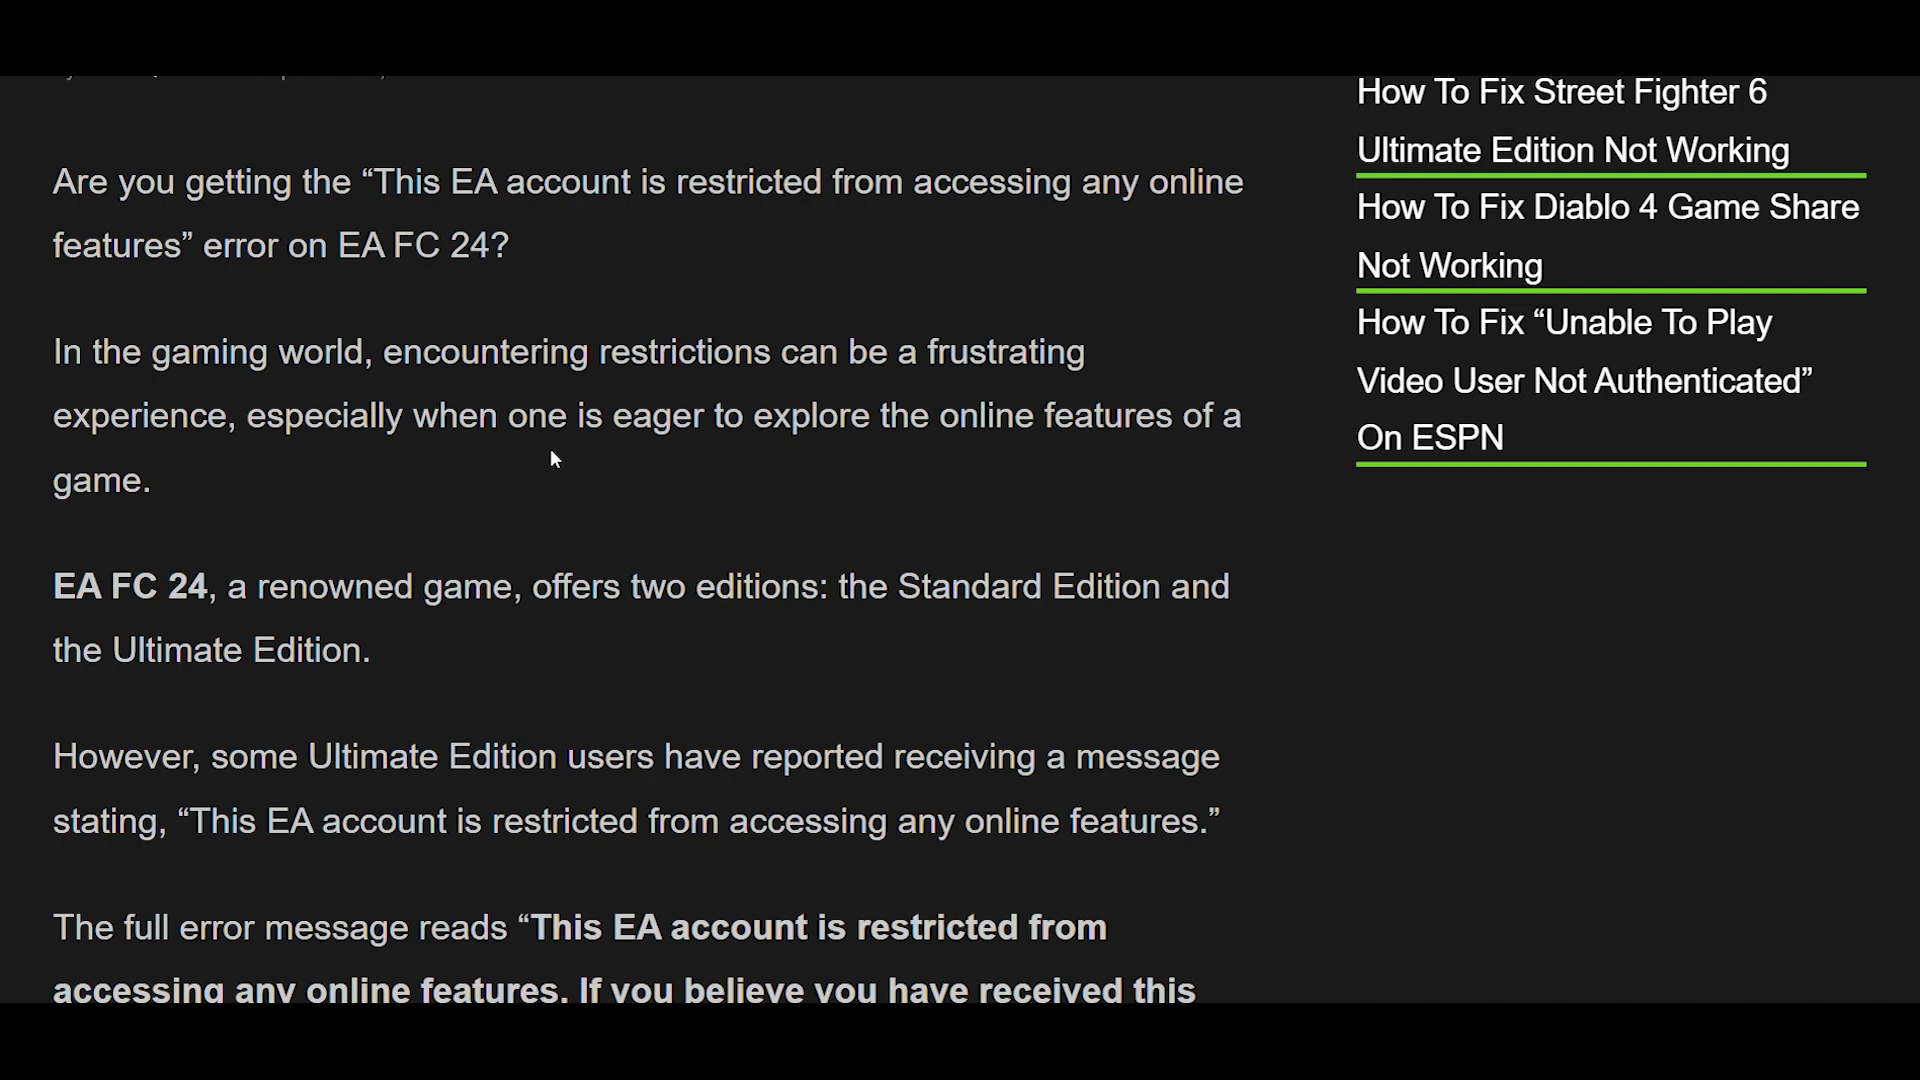 Are you getting the “This EA account is restricted from accessing any online
features” error on EA FC 24?
In the gaming world, encountering restrictions can be a frustrating
experience, especially when one is eager to explore the online features of a
game.
EA FC 24, a renowned game, offers two editions: the Standard Edition and
the Ultimate Edition.
However, some Ultimate Edition users have reported receiving a message
stating, “This EA account is restricted from accessing any online features.”
The full error message reads “This EA account is restricted from
accessing any online features. If you believe you have received this
How To Fix Street Fighter 6
Ultimate Edition Not Working
How To Fix Diablo 4 Game Share
Not Working
How To Fix “Unable To Play
Video User Not Authenticated”
On ESPN